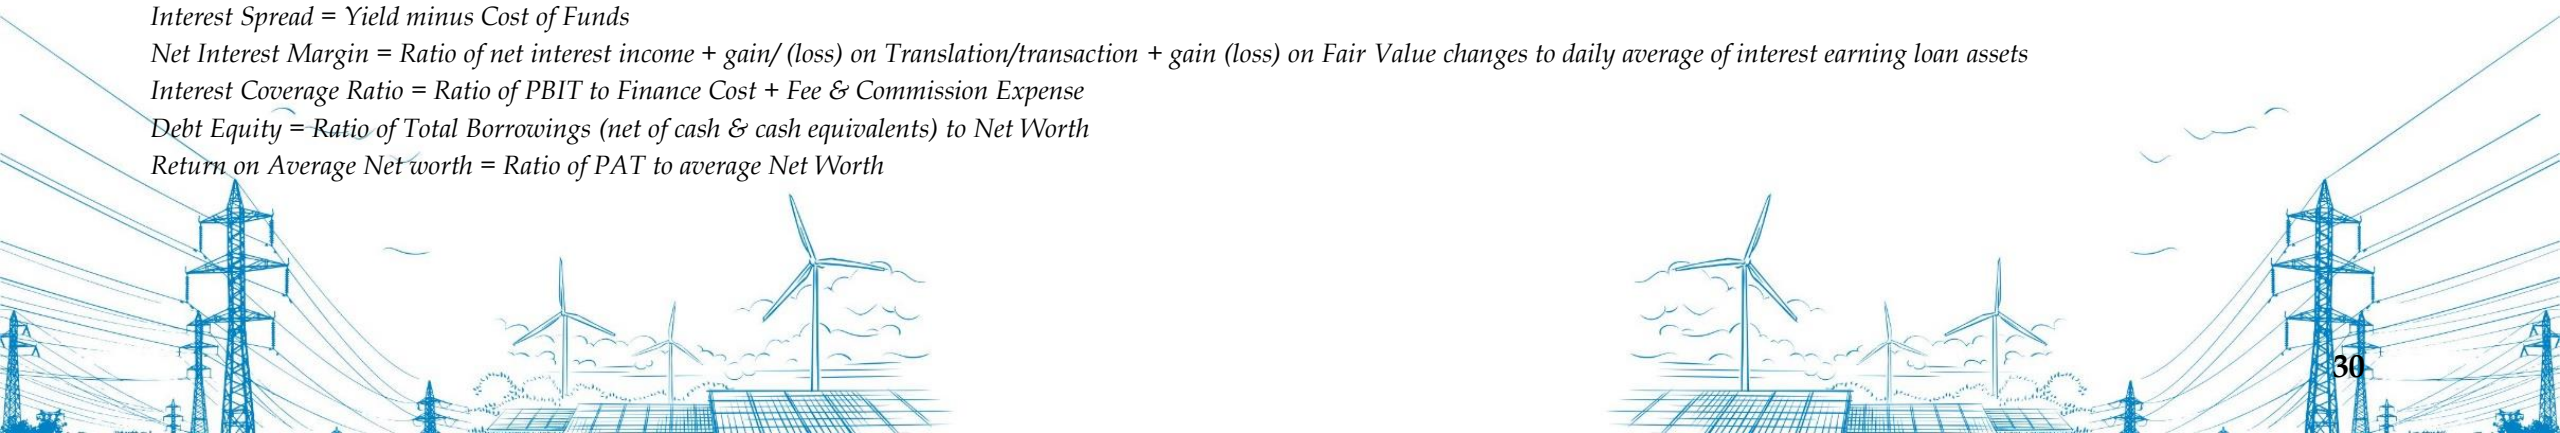 Interest Spread = Yield minus Cost of Funds
Net Interest Margin = Ratio of net interest income + gain/ (loss) on Translation/transaction + gain (loss) on Fair Value changes to daily average of interest earning loan assets
Interest Coverage Ratio = Ratio of PBIT to Finance Cost + Fee & Commission Expense
Debt Equity = Ratio of Total Borrowings (net of cash & cash equivalents) to Net Worth
Return on Average Net worth = Ratio of PAT to average Net Worth
30